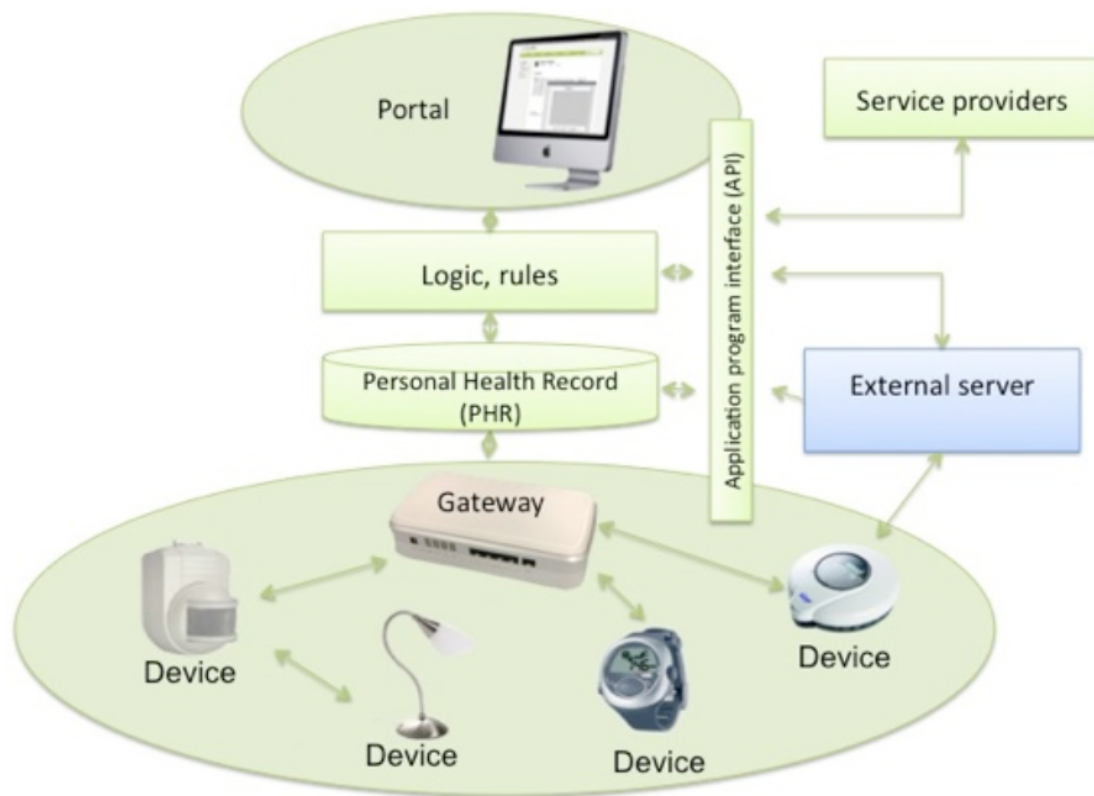 Portal
Service providers
Application program interface (API)
Logic, rules
Personal Health Record
(PHR)
External server
Gateway
Device
Device
Device
Device